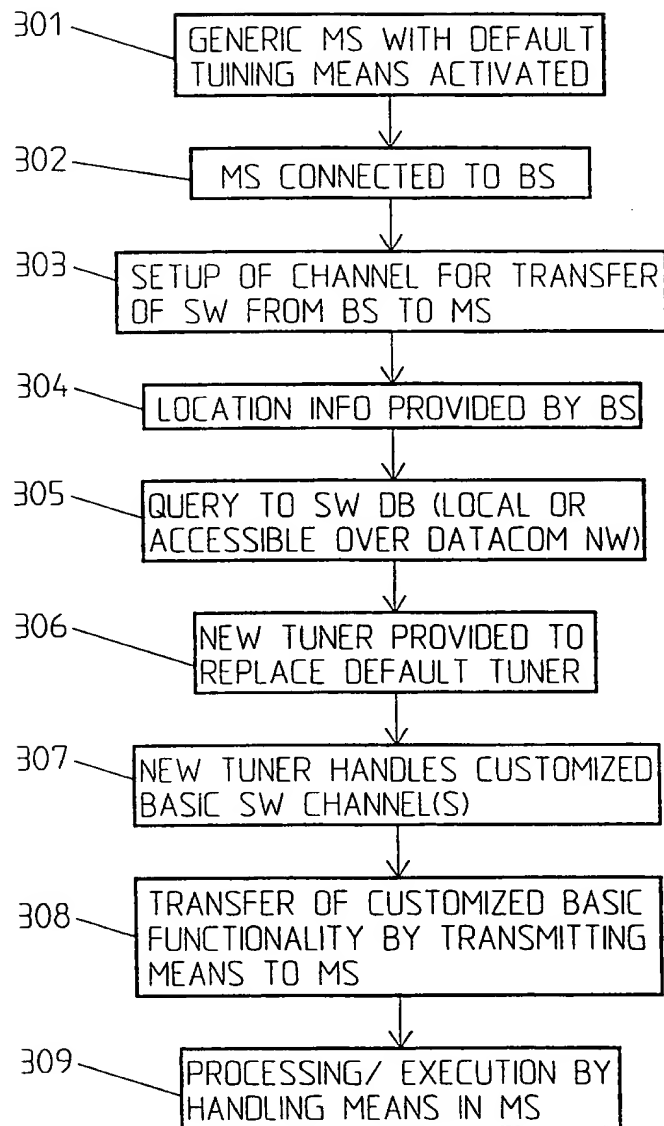 301
GENERIC MS WITH DEFAULT
TUINING MEANS ACTIVATED
302
MS CONNECTED TO BS
303
SETUP OF CHANNEL FOR TRANSFER
OF SW FROM BS TO MS
304
LOCATION INFO PROVIDED BY BS
305
QUERY TO SW DB (LOCAL OR
ACCESSIBLE OVER DATACOM NW)
306
NEW TUNER PROVIDED TO
REPLACE DEFAULT TUNER
307
NEW TUNER HANDLES CUSTOMIZED
BASIC SW CHANNEL(S)
308
TRANSFER OF CUSTOMIZED BASIC
FUNCTIONALITY BY TRANSMITTING
MEANS TO MS
309
PROCESSING/ EXECUTION BY
HANDLING MEANS IN MS